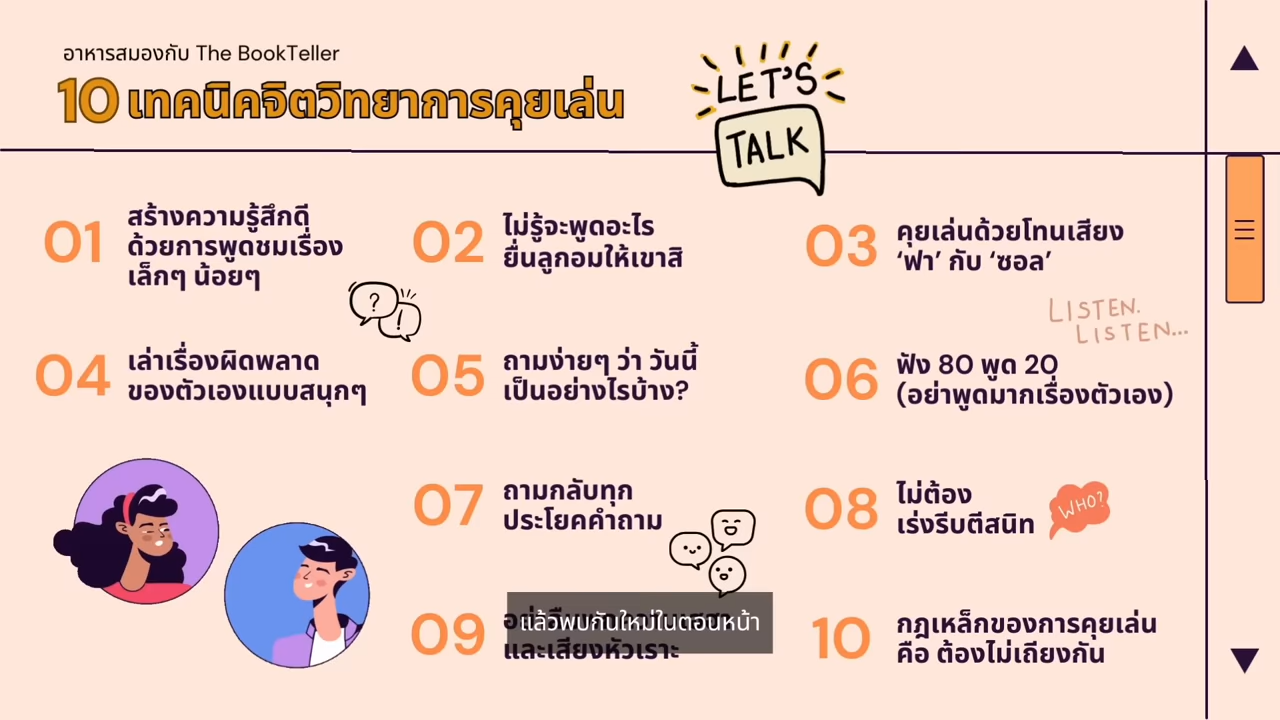 อาหารสมองกับ The BookTeller
10 เทคนิคจิตวิทยาการคุยเล่น
LET'S
TALK
01
สร้างความรู้สึกดี
ด้วยการพูดชมเรื่อง
เล็กๆ น้อยๆ
02
ไม่รู้จะพูดอะไร
ยื่นลูกอมให้เขาสิ
03
คุยเล่นด้วยโทนเสียง
‘ฟา’ กับ ‘ซอล’
?
!
LISTEN.
LISTEN...
04
เล่าเรื่องผิดพลาด
ของตัวเองแบบสนุกๆ
05
ถามง่ายๆ ว่า วันนี้
เป็นอย่างไรบ้าง?
06
ฟัง 80 พูด 20
(อย่าพูดมากเรื่องตัวเอง)
07
ถามกลับทุก
ประโยคคำถาม
08
ไม่ต้อง
เร่งรีบตีสนิท
WHO?
09
และเสียงหัวเราะ
แล้วพบกันใหม่ในตอนหน้า
10
กฎเหล็กของการคุยเล่น
คือ ต้องไม่เถียงกัน